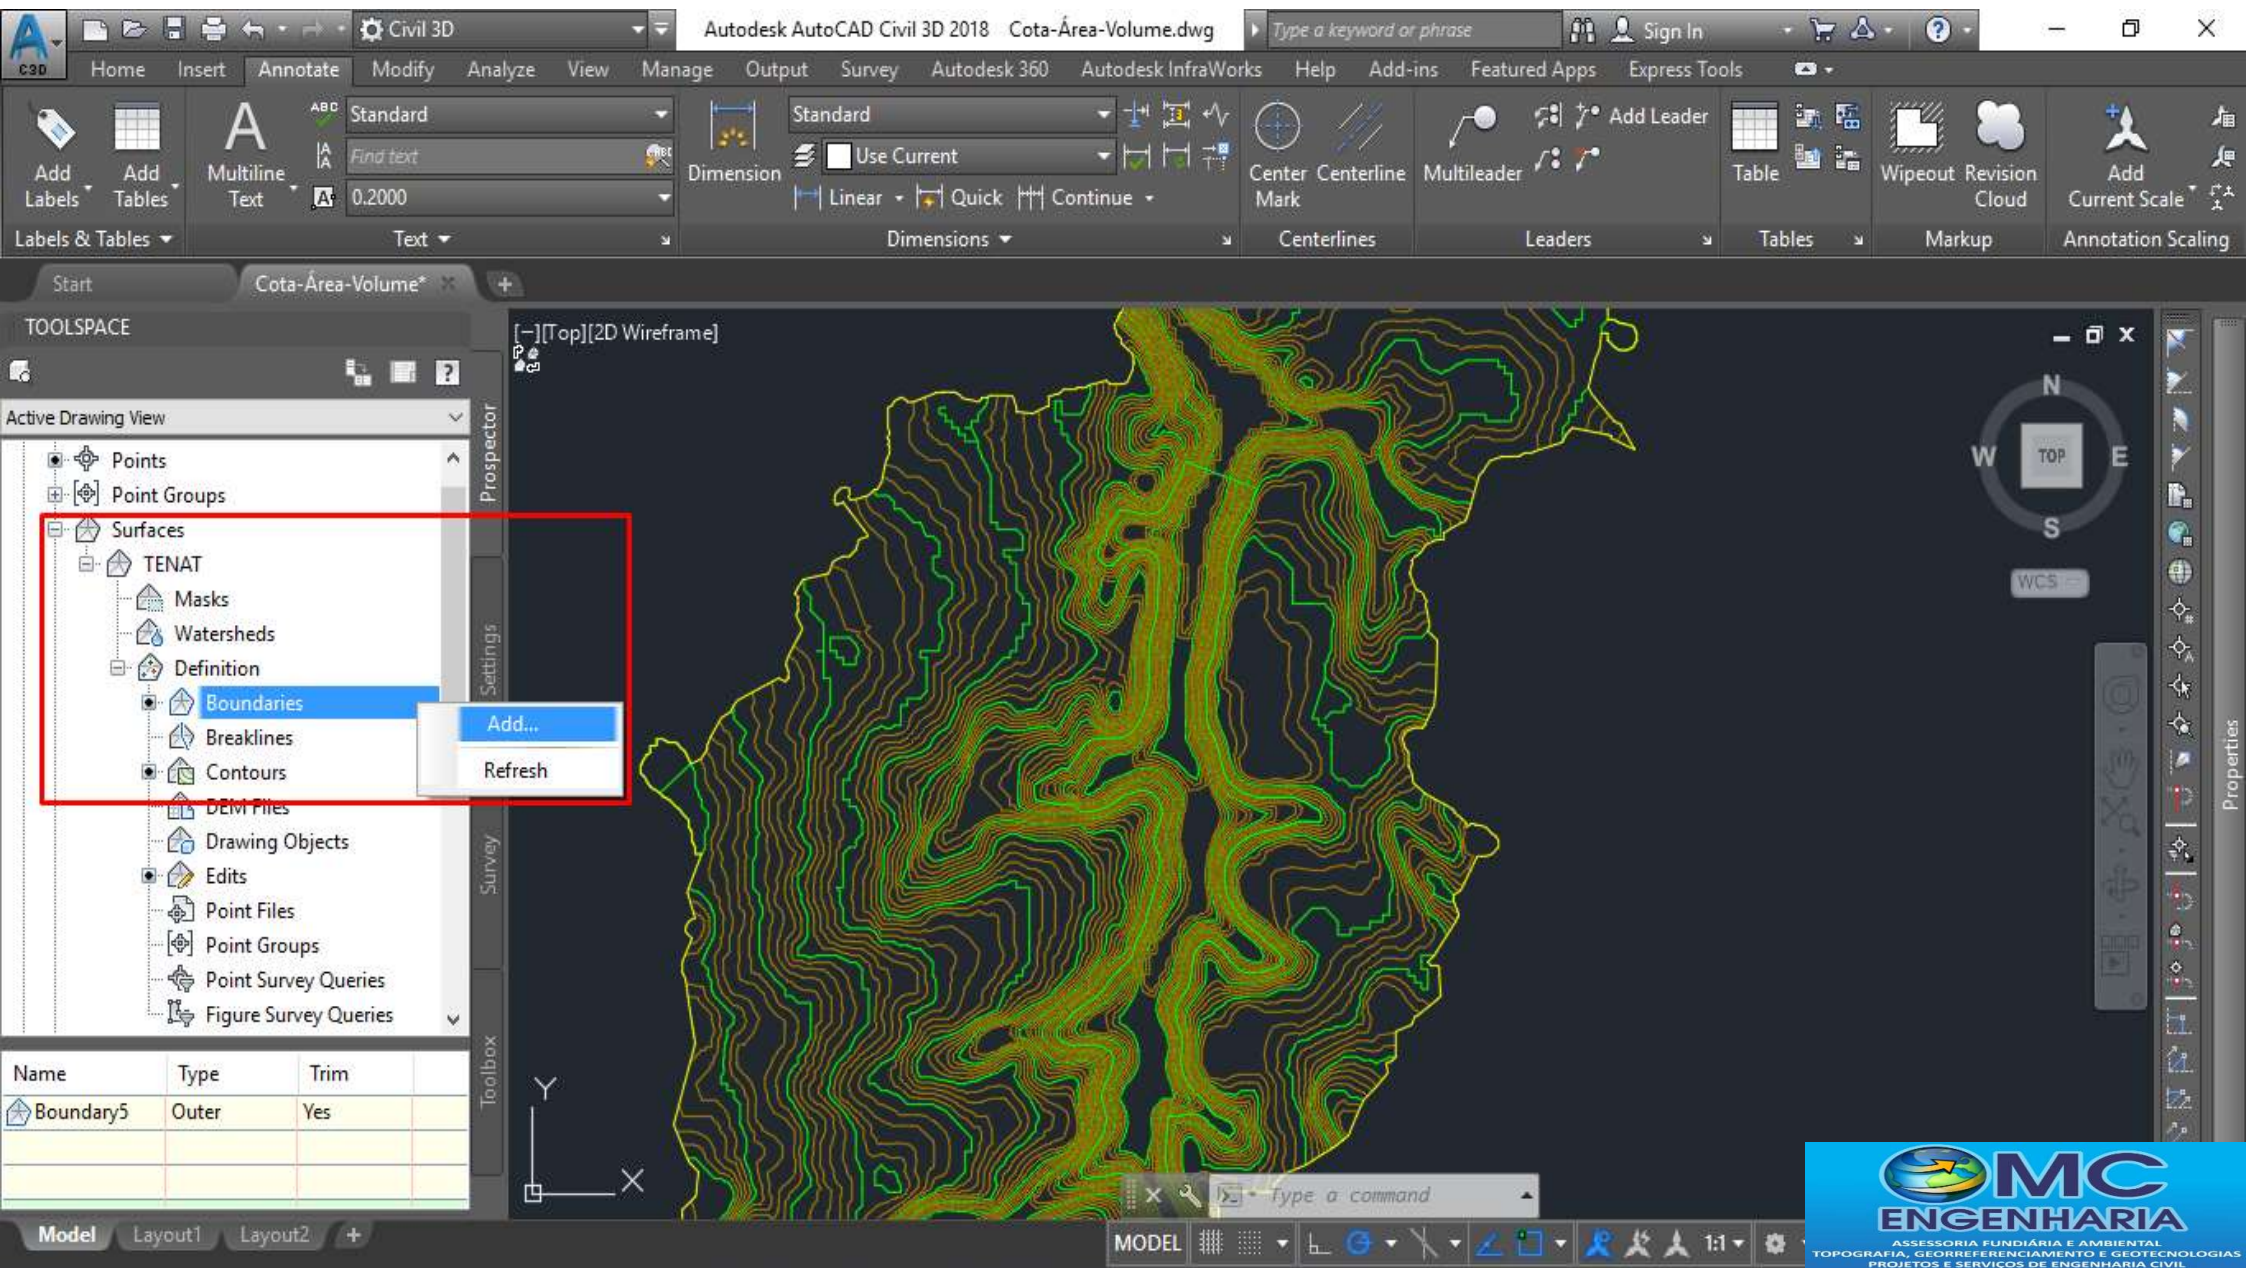 Civil 3D
Autodesk AutoCAD Civil 3D 2018 Cota-Área-Volume.dwg
Type a keyword or phrase
Sign In
C3D
Home Insert Annotate Modify Analyze View Manage Output Survey Autodesk 360 Autodesk InfraWorks Help Add-ins Featured Apps Express Tools
Add Labels
Add Tables
Labels & Tables
A
Multiline Text
ABC
Standard
Find text
0.2000
Text
Dimension
Standard
Use Current
Linear Quick Continue
Dimensions
Center Mark
Centerline
Centerlines
Multileader
Add Leader
Leaders
Table
Tables
Wipeout
Revision Cloud
Markup
Add Current Scale
Annotation Scaling
Start Cota-Área-Volume*
TOOLSPACE
Active Drawing View
Points
Point Groups
Surfaces
TENAT
Masks
Watersheds
Definition
Boundaries
Breaklines
Contours
DEM Files
Drawing Objects
Edits
Point Files
Point Groups
Point Survey Queries
Figure Survey Queries
Add...
Refresh
Prospector
Settings
Survey
Toolbox
Name Type Trim
Boundary5 Outer Yes
[−][Top][2D Wireframe]
N
W TOP E
S
WCS
Properties
Y
X
Type a command
Model Layout1 Layout2 +
MODEL
1:1
MC
ENGENHARIA
ASSESSORIA FUNDIÁRIA E AMBIENTAL
TOPOGRAFIA, GEORREFERENCIAMENTO E GEOTECNOLOGIAS
PROJETOS E SERVIÇOS DE ENGENHARIA CIVIL